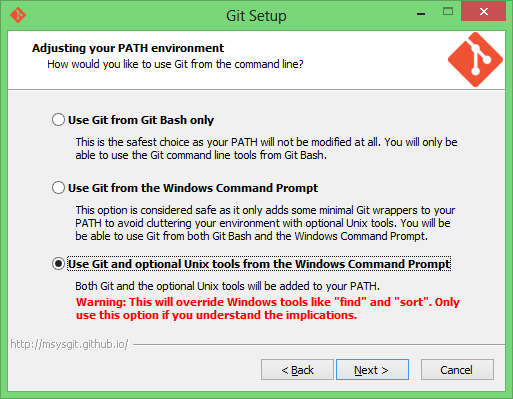 Git Setup
Adjusting your PATH environment
How would you like to use Git from the command line?
Use Git from Git Bash only
This is the safest choice as your PATH will not be modified at all. You will only be
able to use the Git command line tools from Git Bash.
Use Git from the Windows Command Prompt
This option is considered safe as it only adds some minimal Git wrappers to your
PATH to avoid cluttering your environment with optional Unix tools. You will be
be able to use Git from both Git Bash and the Windows Command Prompt.
Use Git and optional Unix tools from the Windows Command Prompt
Both Git and the optional Unix tools will be added to your PATH.
Warning: This will override Windows tools like "find" and "sort". Only
use this option if you understand the implications.
http://msysgit.github.io/
< Back
Next >
Cancel